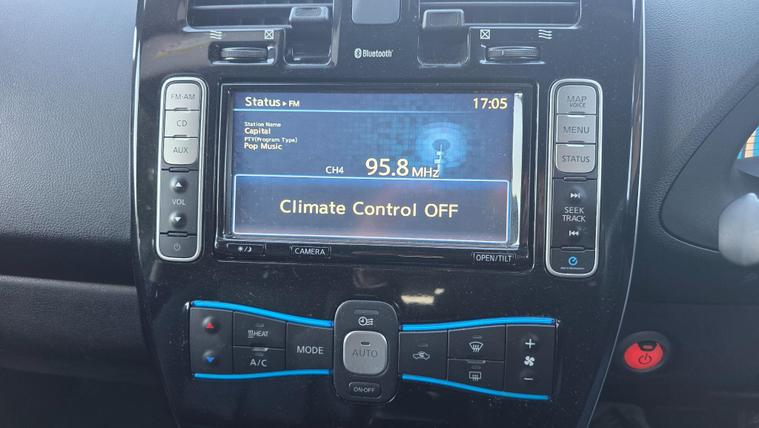 Bluetooth
FM·AM
CD
AUX
VOL
Status ▸ FM 17:05
Station Name
Capital
PTY(Program Type)
Pop Music
CH4 95.8 MHz
Climate Control OFF
CAMERA
OPEN/TILT
MAP
VOICE
MENU
STATUS
SEEK
TRACK
HEAT
A/C
MODE
AUTO
ON·OFF
+
−